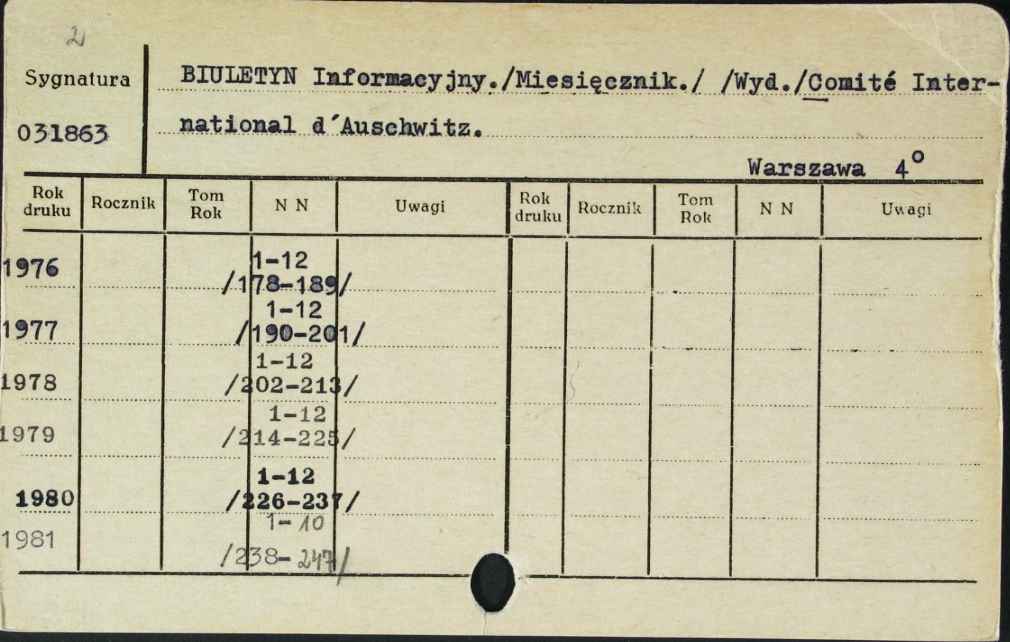 2
Sygnatura
BIULETYN Informacyjny./Miesięcznik./ /Wyd./Comité Inter-
031863
national d´Auschwitz.
Warszawa 4°
Rok druku Rocznik Tom Rok N N Uwagi Rok druku Rocznik Tom Rok N N Uwagi
1976 1-12
/178-189/
1977 1-12
/190-201/
1978 1-12
/202-213/
1979 1-12
/214-225/
1980 1-12
/226-237/
1981 1-10
/238-247/